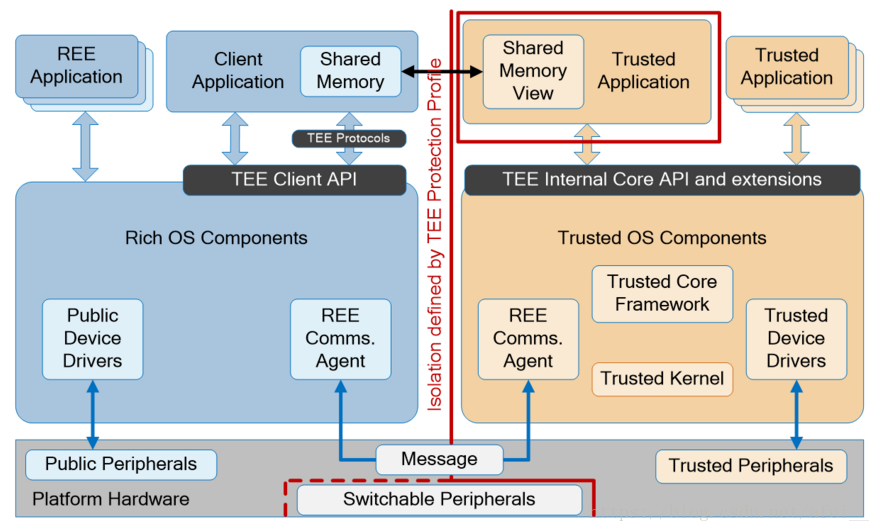 REE
Application
Client
Application
Shared
Memory
Shared
Memory
View
Trusted
Application
Trusted
Application
TEE Protocols
TEE Client API
TEE Internal Core API and extensions
Isolation defined by TEE Protection Profile
Rich OS Components
Trusted OS Components
Public
Device
Drivers
REE
Comms.
Agent
REE
Comms.
Agent
Trusted Core
Framework
Trusted Kernel
Trusted
Device
Drivers
Public Peripherals
Message
Trusted Peripherals
Platform Hardware
Switchable Peripherals